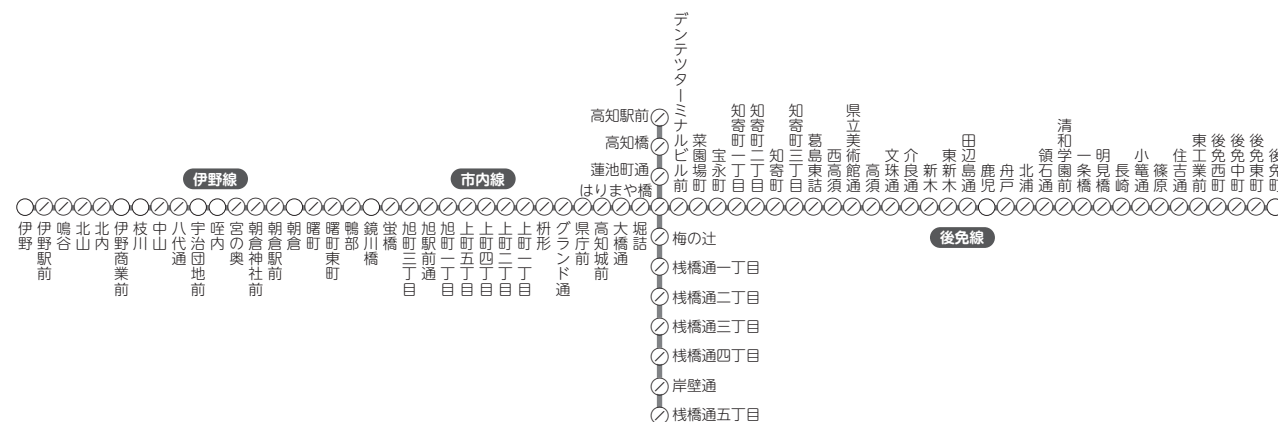 高知駅前
高知橋
蓮池町通
はりまや橋
伊野線
市内線
後免線
デンテツターミナルビル前
菜園場町
宝永町
知寄町一丁目
知寄町二丁目
知寄町
知寄町三丁目
葛島東詰
西高須
県立美術館通
高須
文珠通
介良通
新木
東新木
田辺島通
鹿児
舟戸
北浦
領石通
清和学園前
一条橋
明見橋
長崎
小篭通
篠原
住吉通
東工業前
後免西町
後免中町
後免東町
後免町
伊野
伊野駅前
鳴谷
北山
北内
伊野商業前
枝川
中山
八代通
宇治団地前
咥内
宮の奥
朝倉神社前
朝倉駅前
朝倉
曙町
曙町東町
鴨部
鏡川橋
蛍橋
旭町三丁目
旭駅前通
旭町一丁目
上町五丁目
上町四丁目
上町二丁目
上町一丁目
枡形
グランド通
県庁前
高知城前
大橋通
堀詰
梅の辻
桟橋通一丁目
桟橋通二丁目
桟橋通三丁目
桟橋通四丁目
岸壁通
桟橋通五丁目